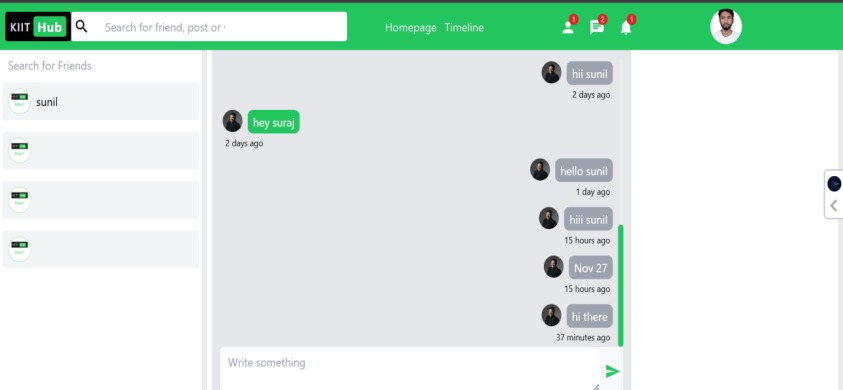 KIIT Hub
Search for friend, post or
Homepage Timeline
1
2
1
Search for Friends
sunil
hii sunil
2 days ago
hey suraj
2 days ago
hello sunil
1 day ago
hiii sunil
15 hours ago
Nov 27
15 hours ago
hi there
37 minutes ago
Write something